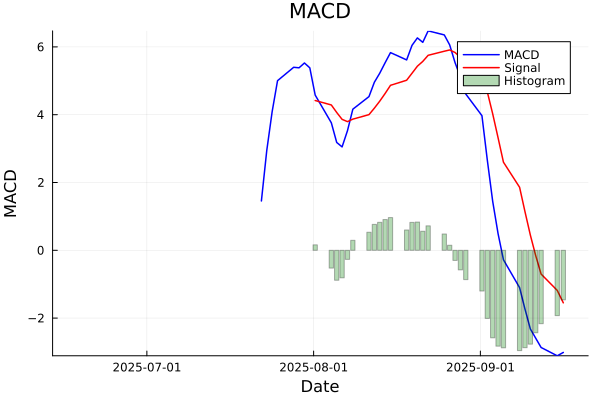 MACD
MACD
Signal
Histogram
6
4
2
0
−2
MACD
2025-07-01
2025-08-01
2025-09-01
Date